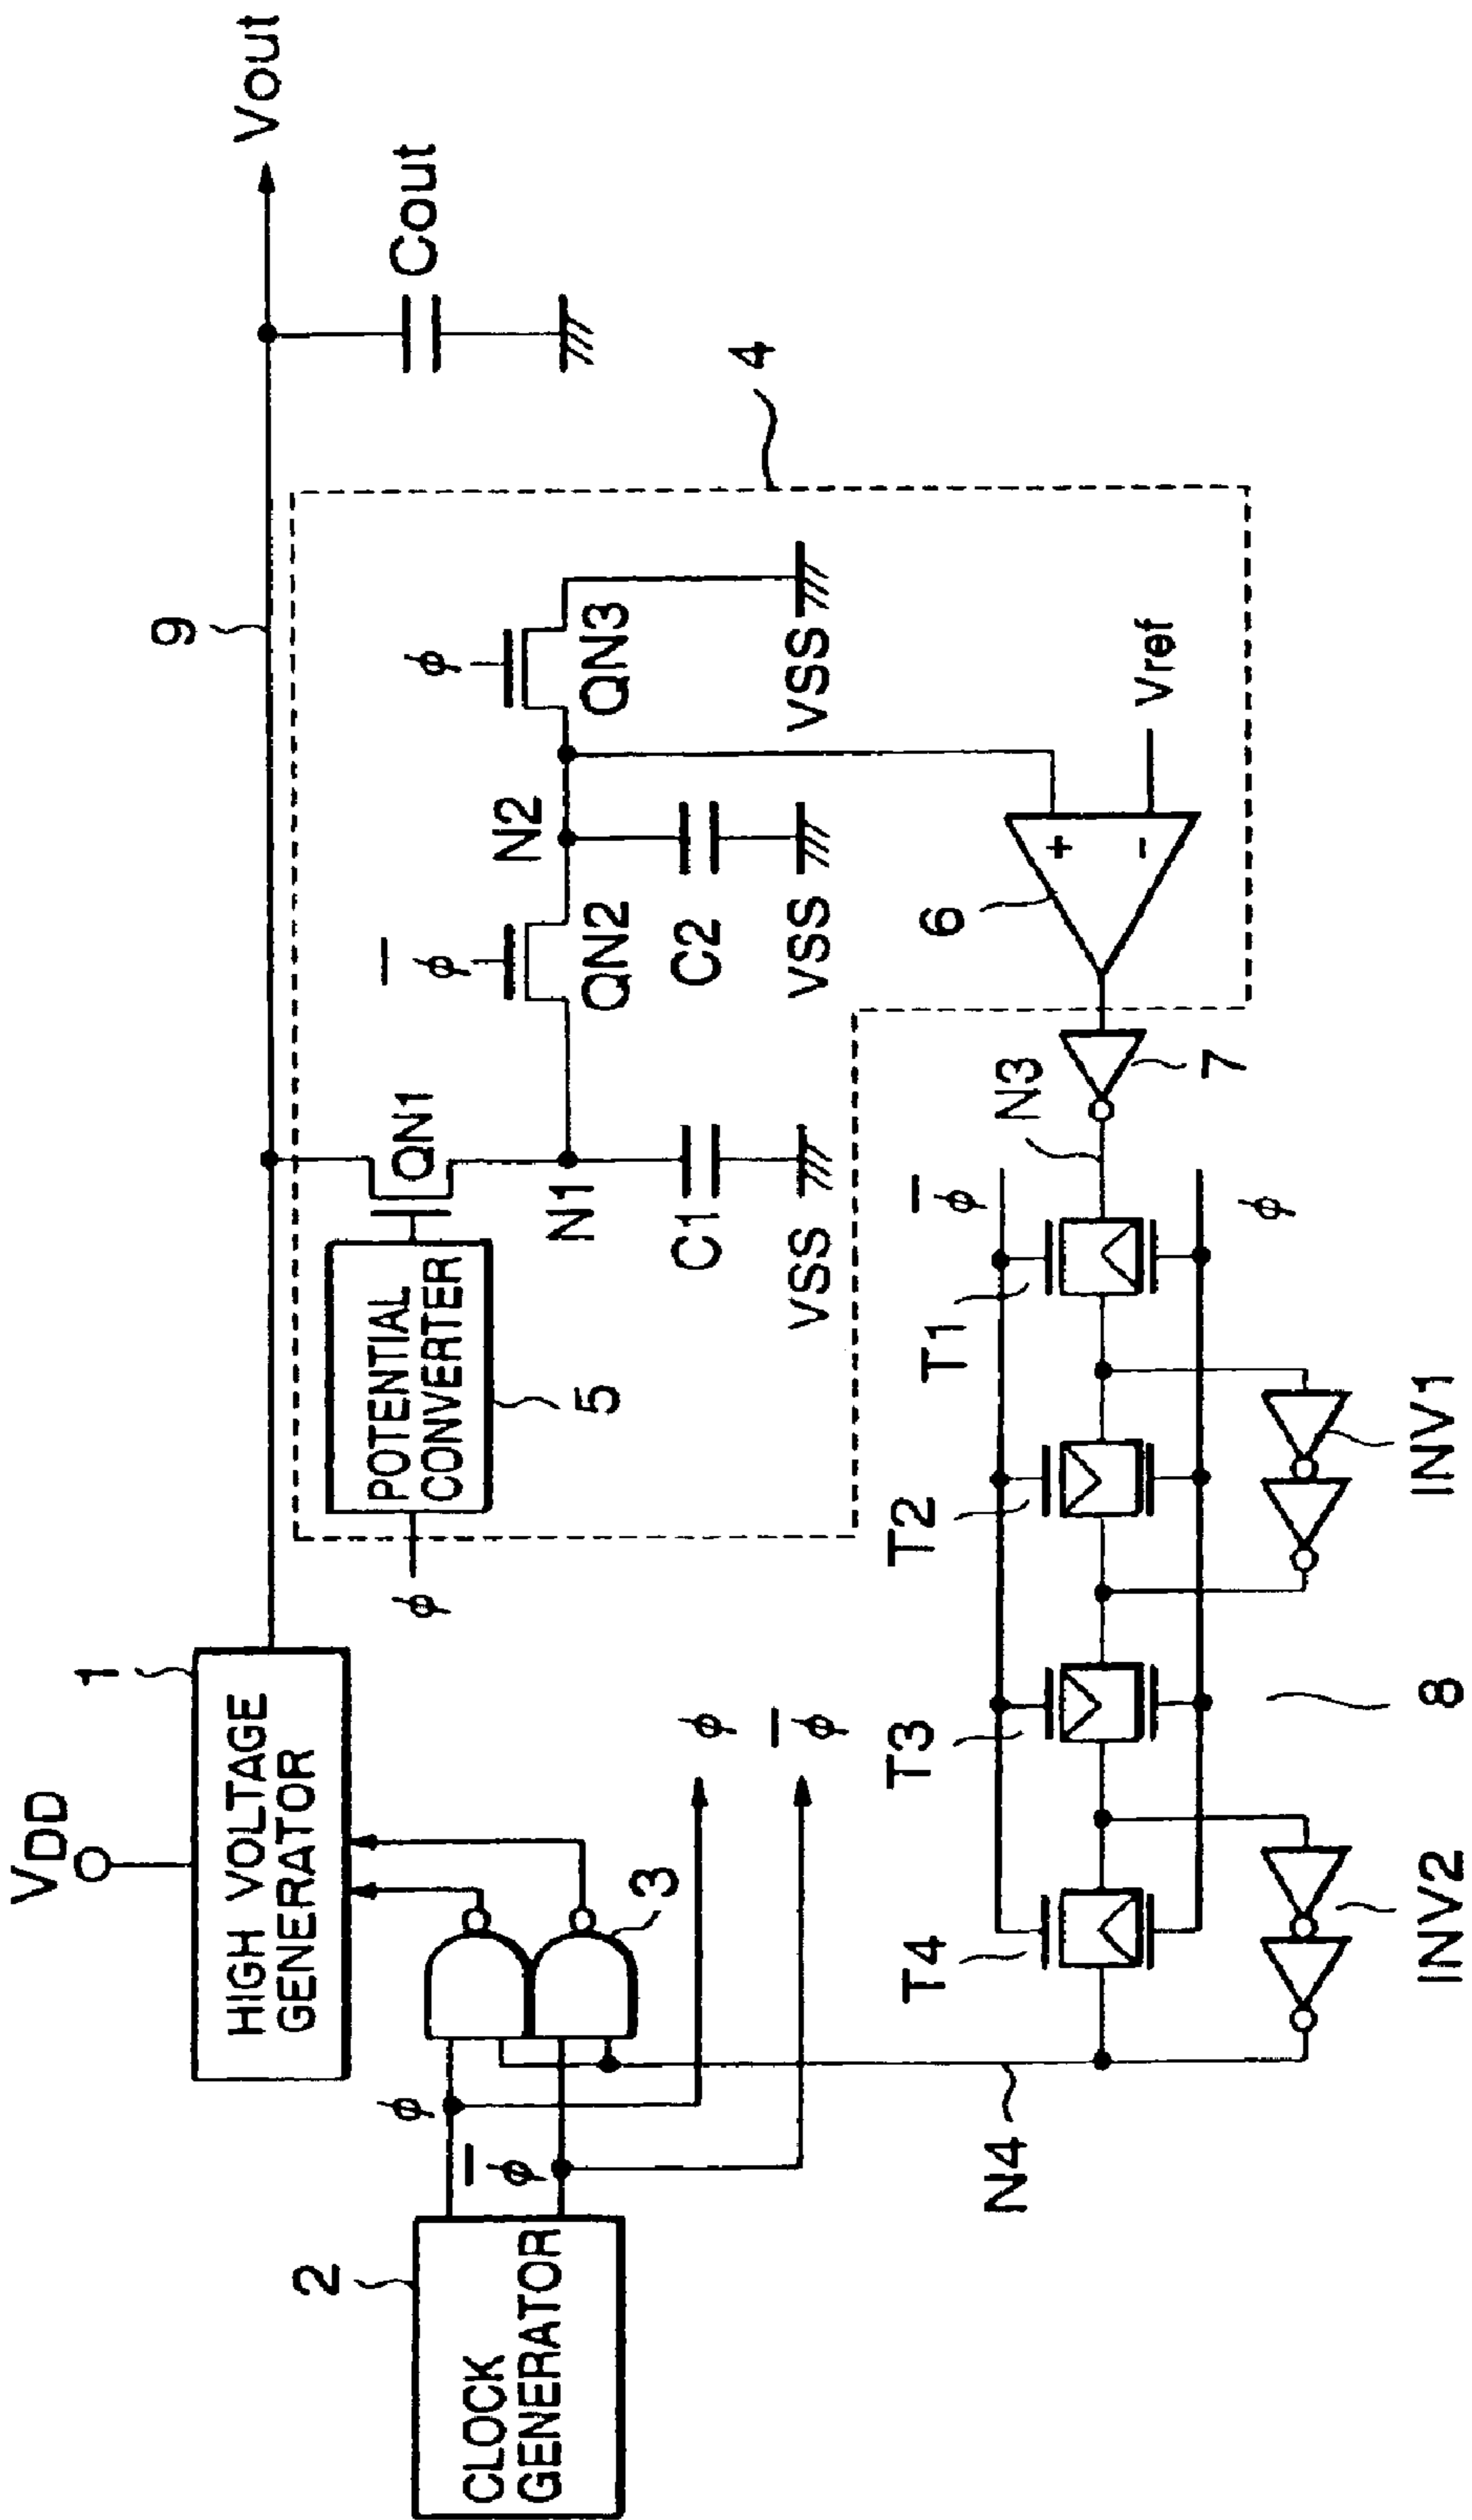 VDD
1
HIGH VOLTAGE
GENERATOR
9
Vout
Cout
2
CLOCK
GENERATOR
φ
φ̅
3
φ
φ̅
φ
POTENTIAL
CONVERTER
5
QN1
N1
C1
VSS
φ̅
QN2
N2
C2
VSS
φ
QN3
VSS
4
6
+
-
Vref
7
N3
φ̅
φ
T1
T2
T3
T4
INV1
INV2
8
N4